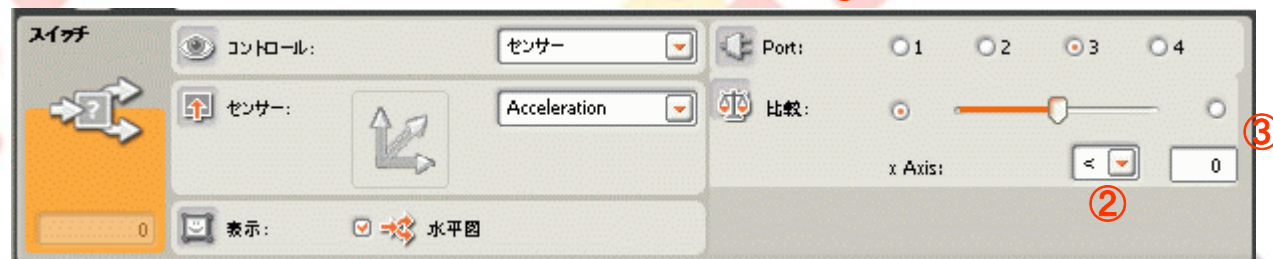 スイッチ
コントロール:
センサー
Port:
1
2
3
4
センサー:
Acceleration
比較:
③
x Axis:
<
0
②
0
表示:
水平図